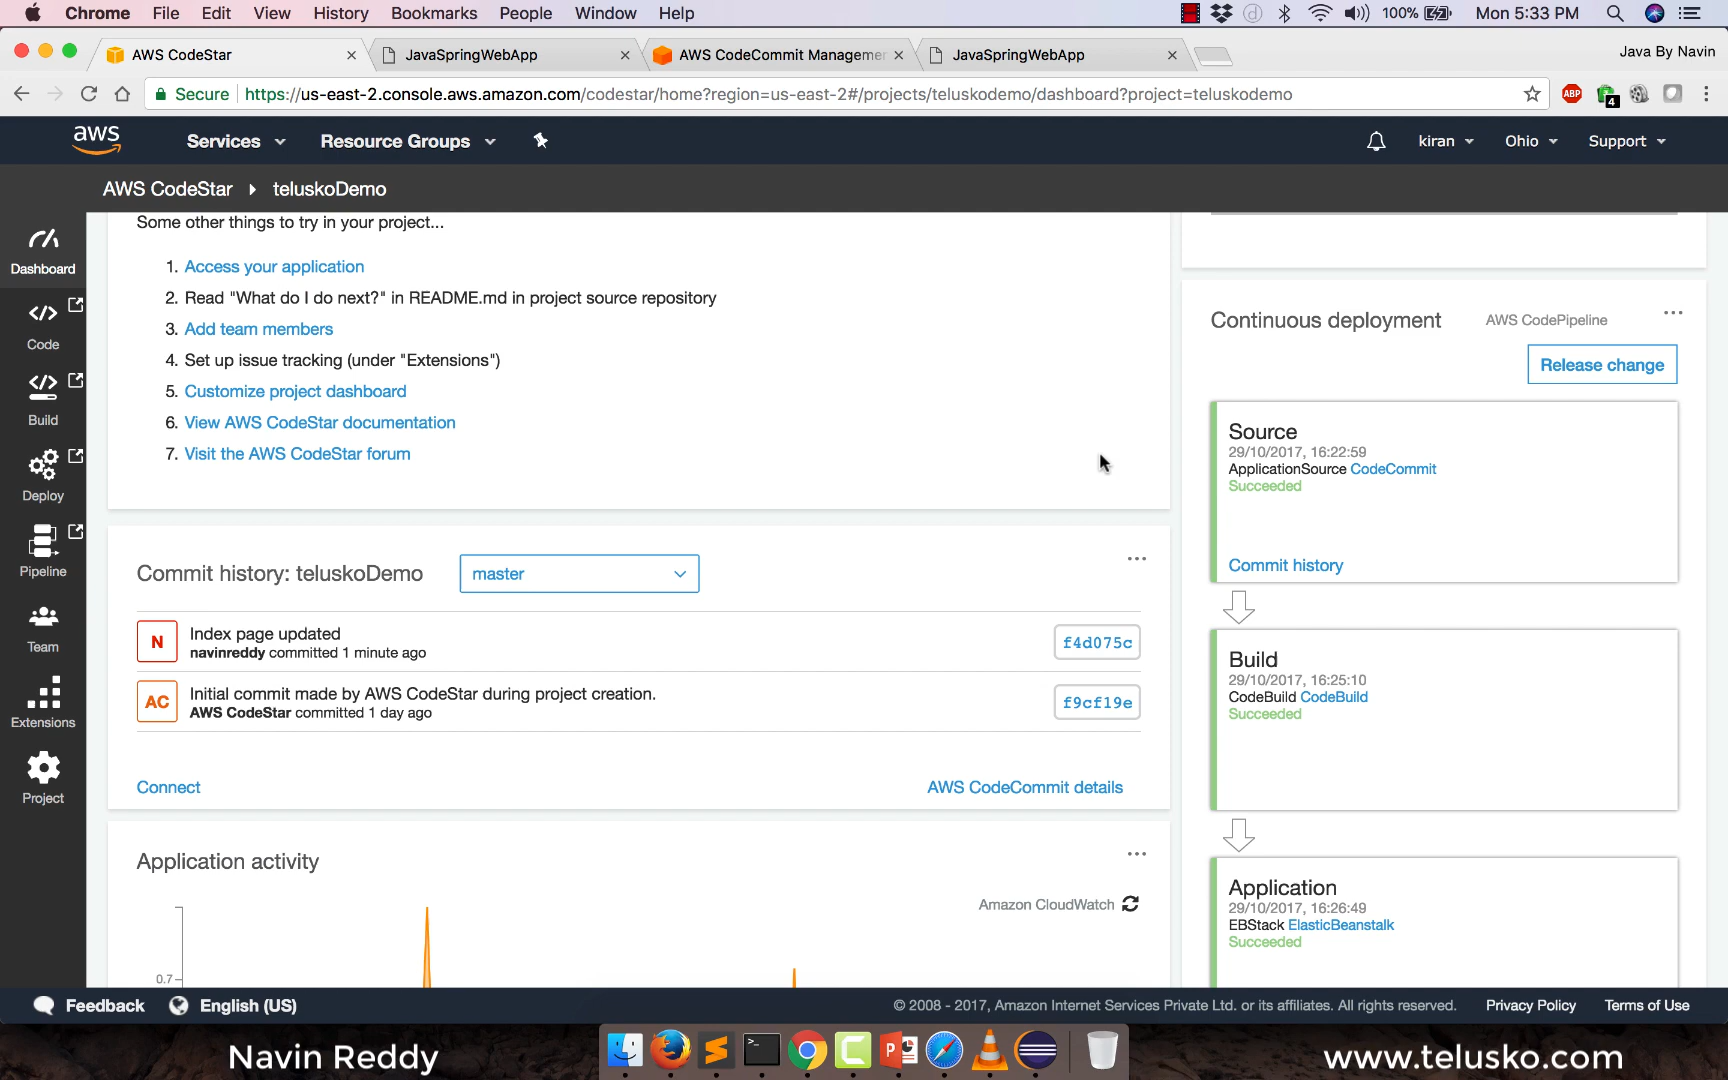 Chrome File Edit View History Bookmarks People Window Help
100% Mon 5:33 PM
AWS CodeStar
JavaSpringWebApp
AWS CodeCommit Managemen
JavaSpringWebApp
Java By Navin
Secure https://us-east-2.console.aws.amazon.com/codestar/home?region=us-east-2#/projects/teluskodemo/dashboard?project=teluskodemo
ABP
4
aws
Services
Resource Groups
kiran
Ohio
Support
AWS CodeStar
teluskoDemo
Dashboard
Code
Build
Deploy
Pipeline
Team
Extensions
Project
Some other things to try in your project...
1. Access your application
2. Read "What do I do next?" in README.md in project source repository
3. Add team members
4. Set up issue tracking (under "Extensions")
5. Customize project dashboard
6. View AWS CodeStar documentation
7. Visit the AWS CodeStar forum
Commit history: teluskoDemo
master
N
Index page updated
navinreddy committed 1 minute ago
f4d075c
AC
Initial commit made by AWS CodeStar during project creation.
AWS CodeStar committed 1 day ago
f9cf19e
Connect
AWS CodeCommit details
Application activity
Amazon CloudWatch
0.7
Continuous deployment
AWS CodePipeline
Release change
Source
29/10/2017, 16:22:59
ApplicationSource CodeCommit
Succeeded
Commit history
Build
29/10/2017, 16:25:10
CodeBuild CodeBuild
Succeeded
Application
29/10/2017, 16:26:49
EBStack ElasticBeanstalk
Succeeded
Feedback
English (US)
© 2008 - 2017, Amazon Internet Services Private Ltd. or its affiliates. All rights reserved.
Privacy Policy
Terms of Use
Navin Reddy
www.telusko.com